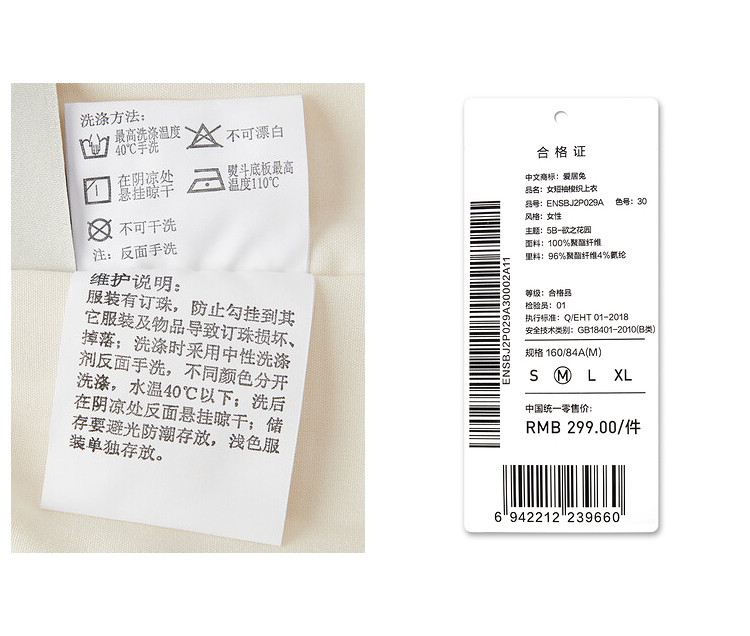 洗涤方法:
最高洗涤温度
40℃手洗
不可漂白
在阴凉处
悬挂晾干
熨斗底板最高
温度110℃
不可干洗
注: 反面手洗
维护说明:
服装有订珠, 防止勾挂到其
它服装及物品导致订珠损坏、
掉落; 洗涤时采用中性洗涤
剂反面手洗, 不同颜色分开
洗涤, 水温40℃以下; 洗后
在阴凉处反面悬挂晾干; 储
存要避光防潮存放, 浅色服
装单独存放。
合格证
中文商标: 爱居兔
品名: 女短袖梭织上衣
品号: ENSBJ2P029A 色号: 30
风格: 女性
主题: 5B-欲之花园
面料: 100%聚酯纤维
里料: 96%聚酯纤维4%氨纶
等级: 合格品
检验员: 01
执行标准: Q/EHT 01-2018
安全技术类别: GB18401-2010(B类)
规格 160/84A(M)
S M L XL
中国统一零售价:
RMB 299.00/件
ENSBJ2P029A30002A11
6 942212 239660